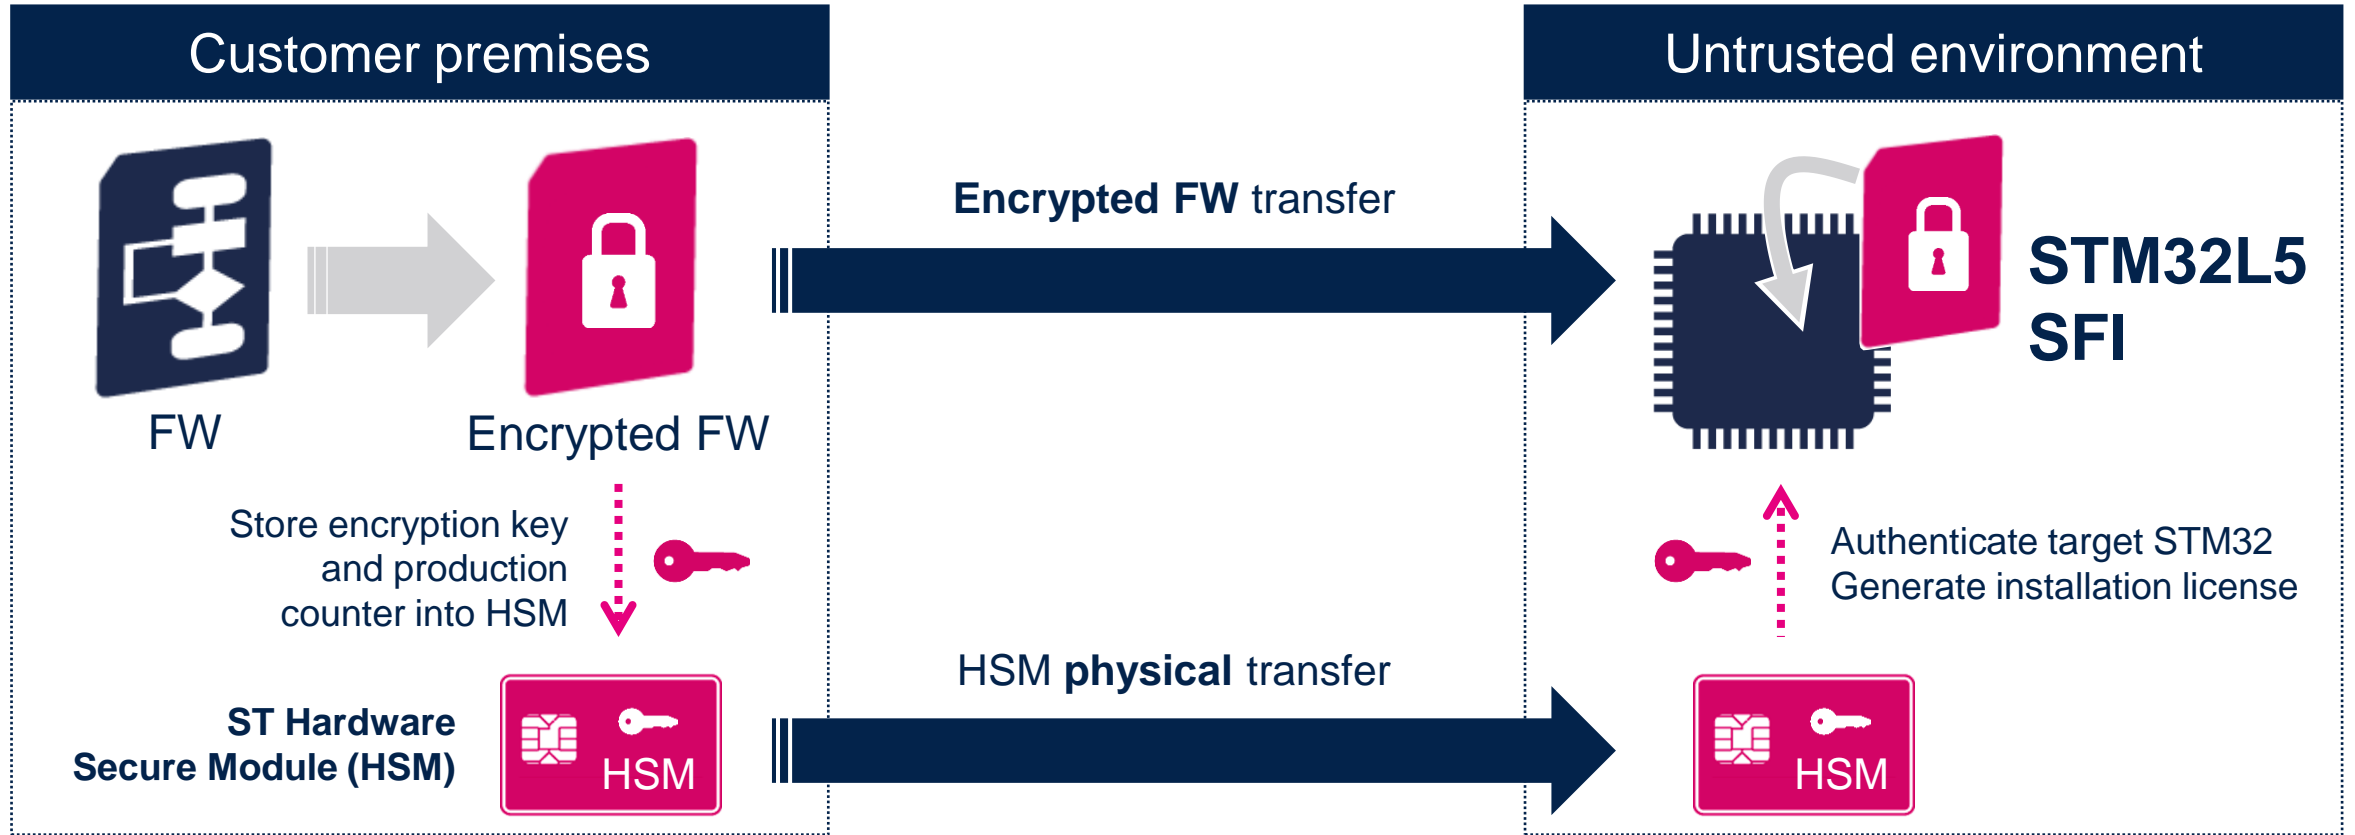 Customer premises
Untrusted environment
FW
Encrypted FW
Encrypted FW transfer
STM32L5
SFI
Store encryption key
and production
counter into HSM
Authenticate target STM32
Generate installation license
ST Hardware
Secure Module (HSM)
HSM
HSM physical transfer
HSM